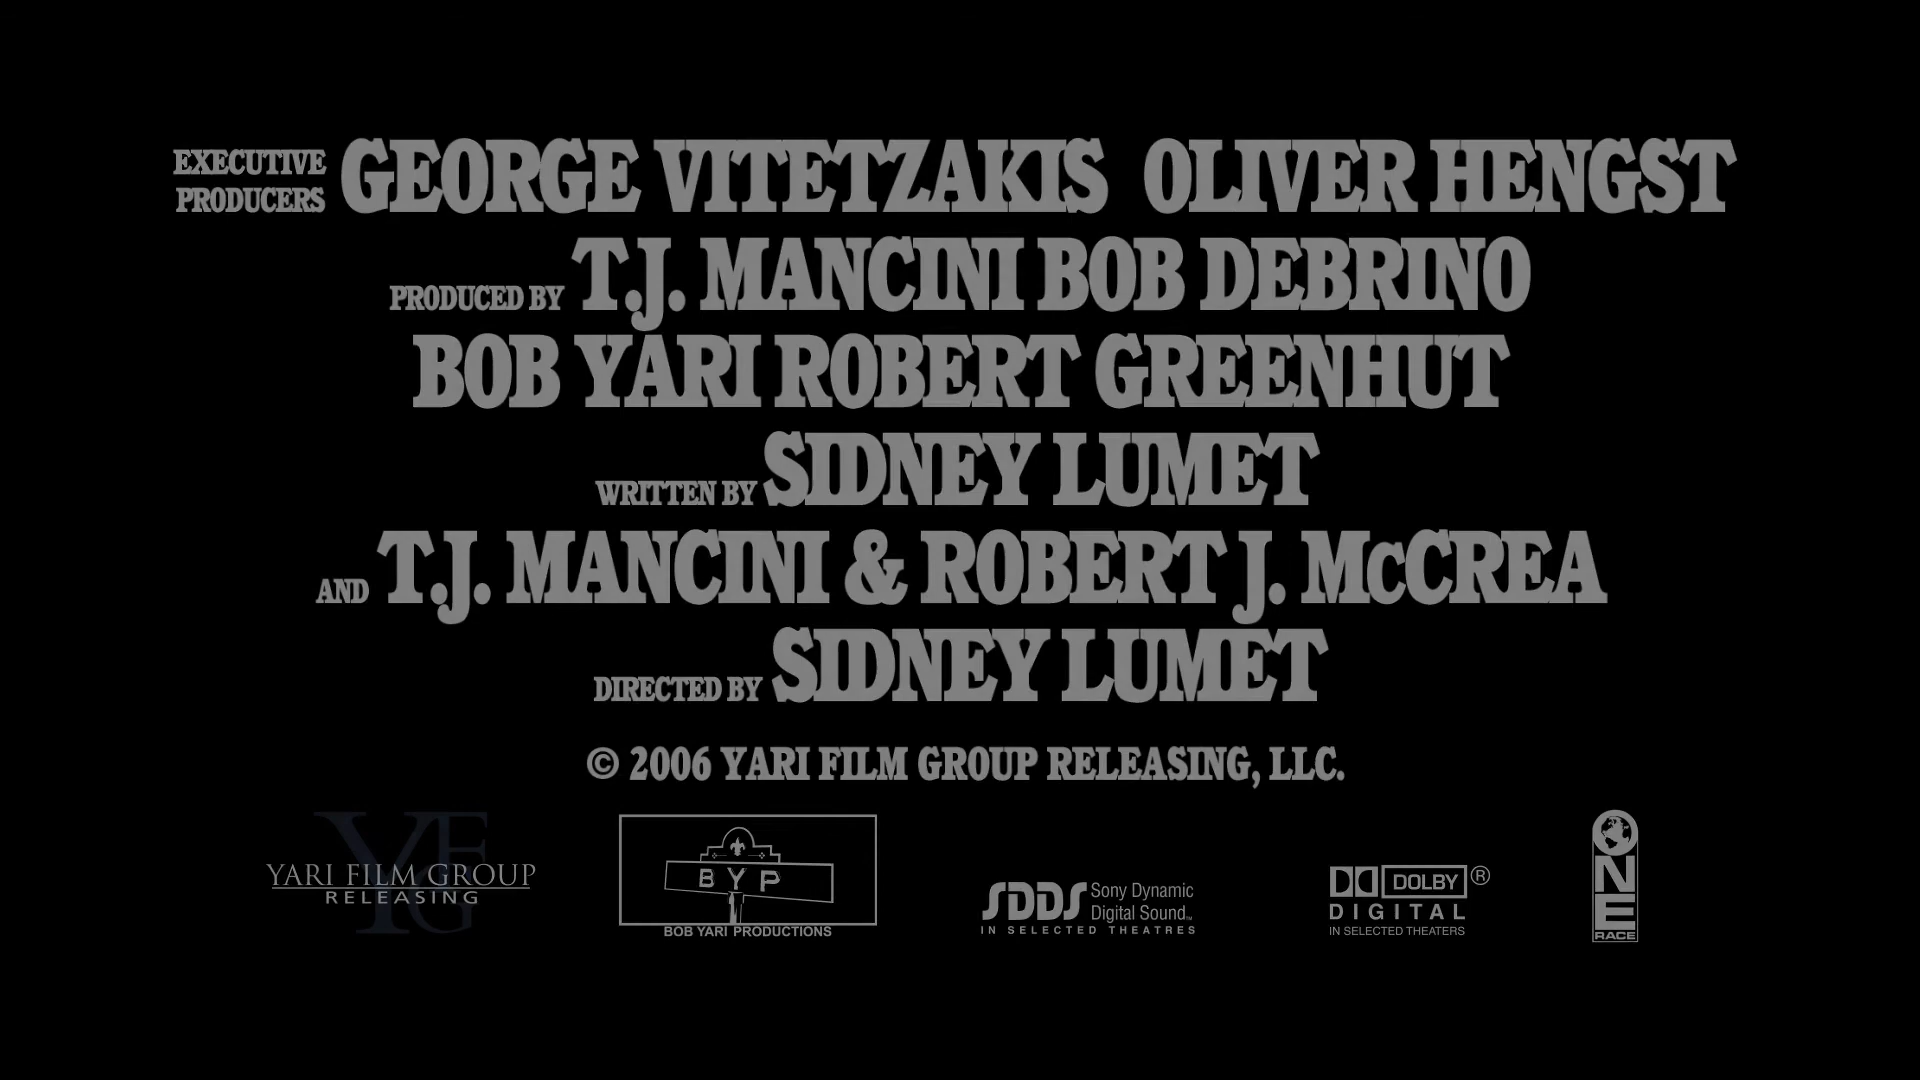 EXECUTIVE PRODUCERS GEORGE VITETZAKIS OLIVER HENGST
PRODUCED BY T.J. MANCINI BOB DEBRINO
BOB YARI ROBERT GREENHUT
WRITTEN BY SIDNEY LUMET
AND T.J. MANCINI & ROBERT J. McCREA
DIRECTED BY SIDNEY LUMET
© 2006 YARI FILM GROUP RELEASING, LLC.
YFG
YARI FILM GROUP
RELEASING
BYP
BOB YARI PRODUCTIONS
SDDS Sony Dynamic
Digital Sound™
IN SELECTED THEATRES
DOLBY®
DIGITAL
IN SELECTED THEATERS
ONE
RACE